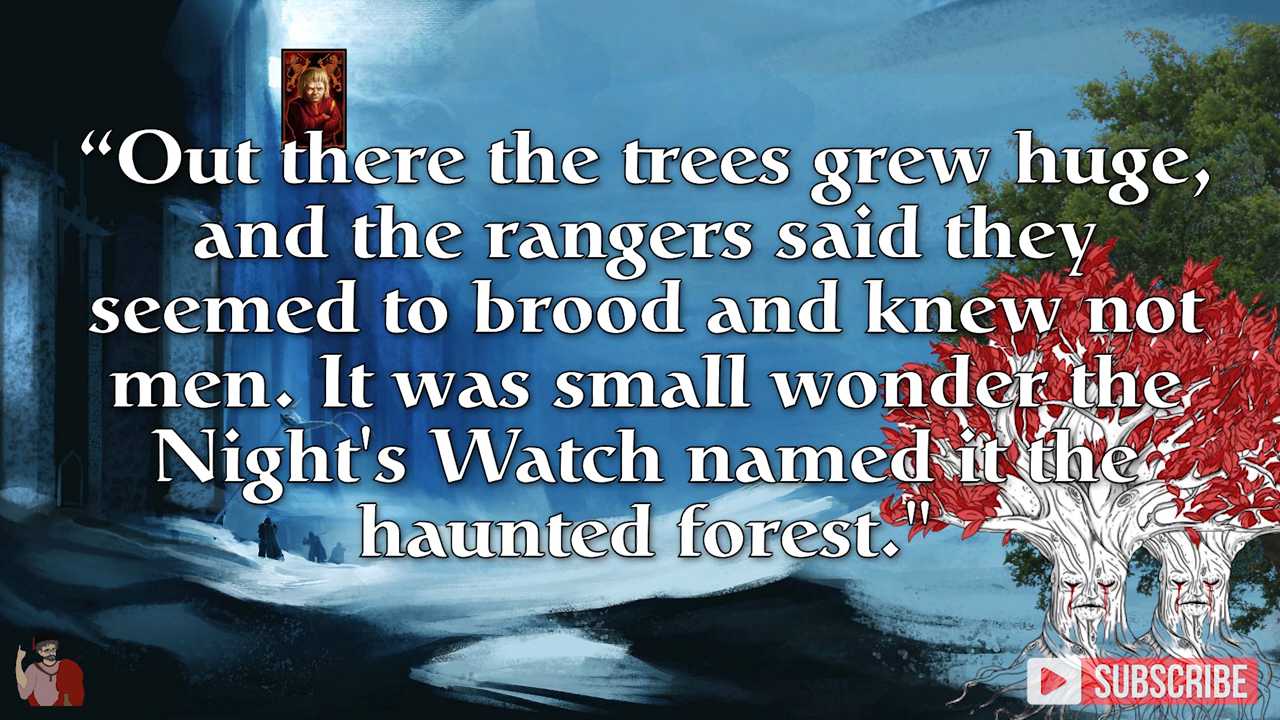 “Out there the trees grew huge,
and the rangers said they
seemed to brood and knew not
men. It was small wonder the
Night's Watch named it the
haunted forest."
SUBSCRIBE